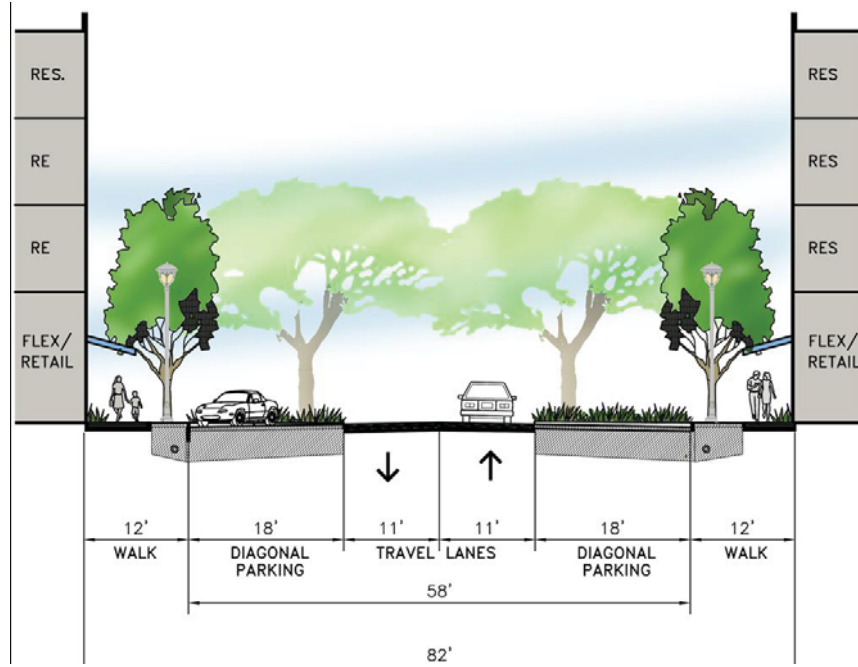 RES.
RES
RE
RES
RE
RES
FLEX/
RETAIL
FLEX/
RETAIL
12'
18'
11'
11'
18'
12'
WALK
DIAGONAL
PARKING
TRAVEL LANES
DIAGONAL
PARKING
WALK
58'
82'